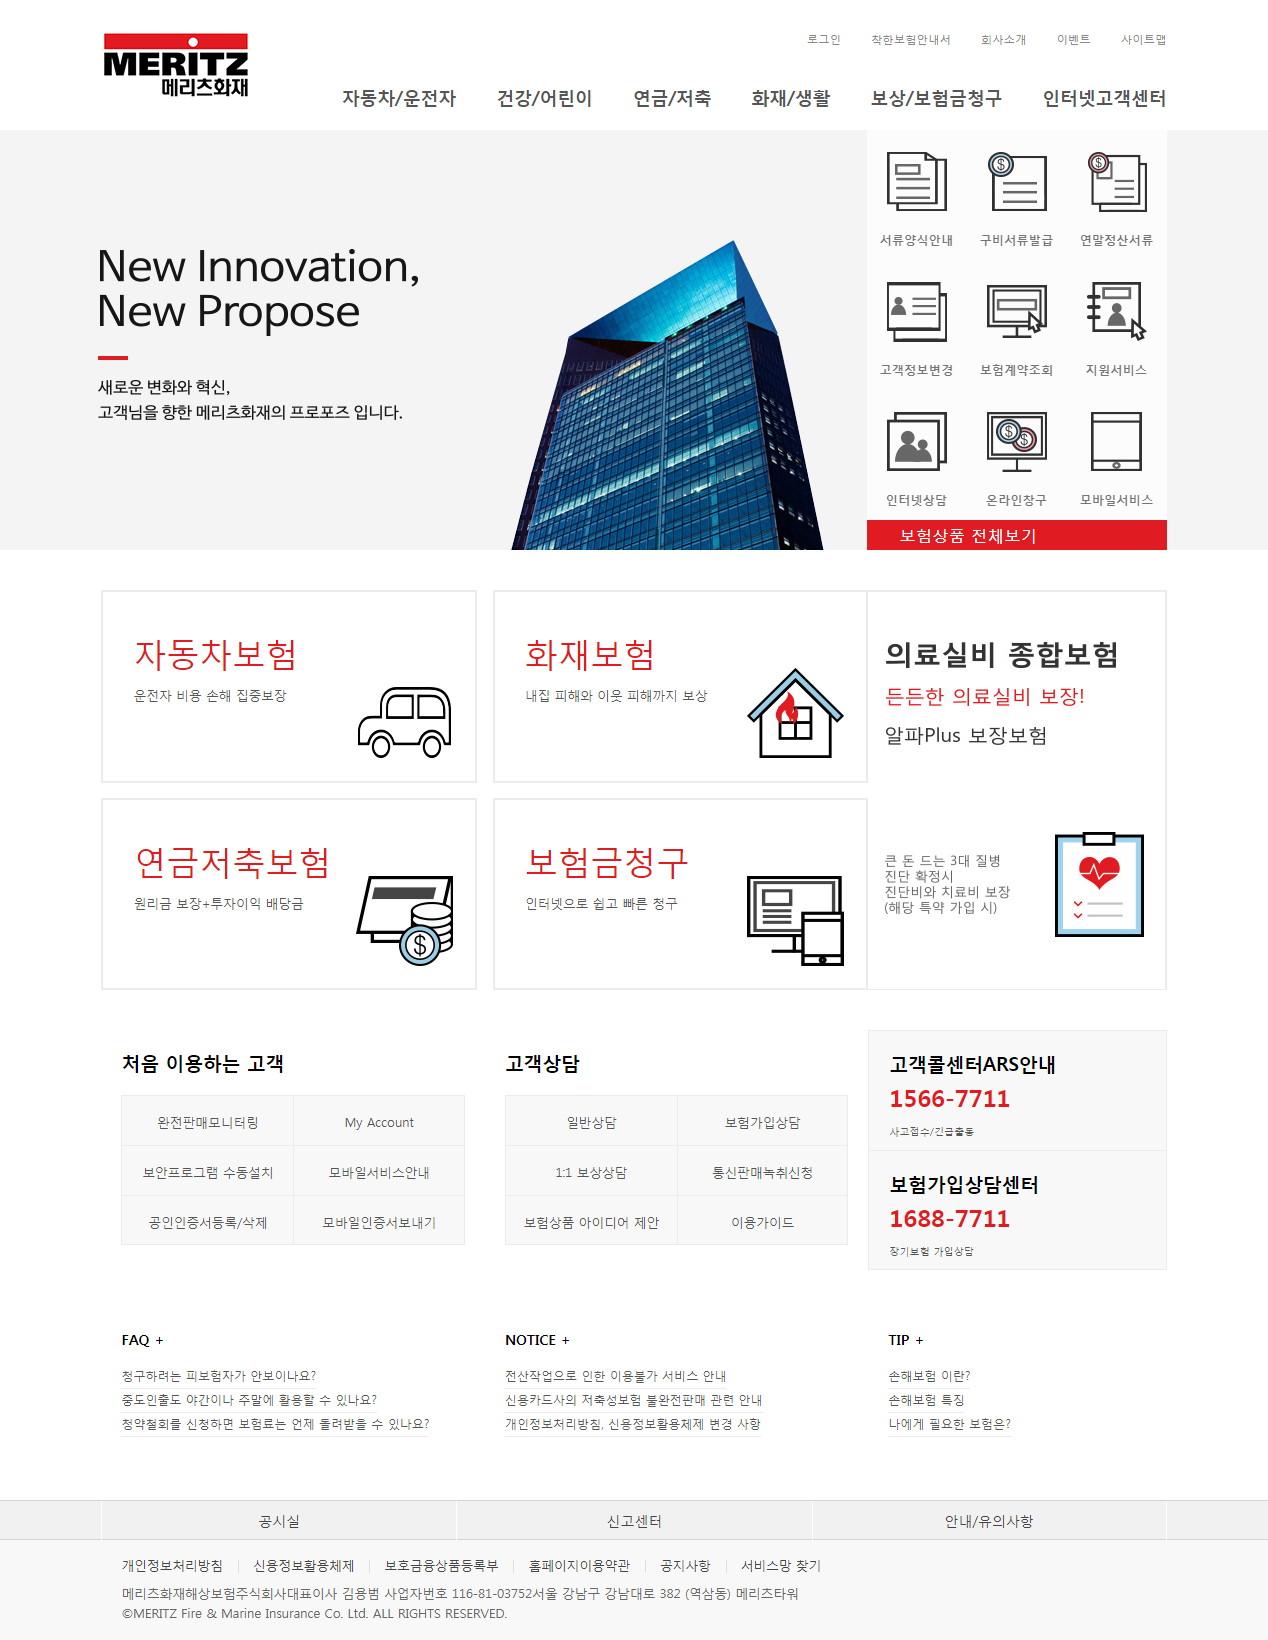 MERITZ
메리츠화재
로그인 착한보험안내서 회사소개 이벤트 사이트맵
자동차/운전자 건강/어린이 연금/저축 화재/생활 보상/보험금청구 인터넷고객센터
New Innovation,
New Propose
새로운 변화와 혁신,
고객님을 향한 메리츠화재의 프로포즈 입니다.
서류양식안내 구비서류발급 연말정산서류
고객정보변경 보험계약조회 지원서비스
인터넷상담 온라인창구 모바일서비스
보험상품 전체보기
자동차보험
운전자 비용 손해 집중보장
화재보험
내집 피해와 이웃 피해까지 보상
연금저축보험
원리금 보장+투자이익 배당금
보험금청구
인터넷으로 쉽고 빠른 청구
의료실비 종합보험
든든한 의료실비 보장!
알파Plus 보장보험
큰 돈 드는 3대 질병
진단 확정시
진단비와 치료비 보장
(해당 특약 가입 시)
처음 이용하는 고객
완전판매모니터링 My Account
보안프로그램 수동설치 모바일서비스안내
공인인증서등록/삭제 모바일인증서보내기
고객상담
일반상담 보험가입상담
1:1 보상상담 통신판매녹취신청
보험상품 아이디어 제안 이용가이드
고객콜센터ARS안내
1566-7711
사고접수/긴급출동
보험가입상담센터
1688-7711
장기보험 가입상담
FAQ +
청구하려는 피보험자가 안보이나요?
중도인출도 야간이나 주말에 활용할 수 있나요?
청약철회를 신청하면 보험료는 언제 돌려받을 수 있나요?
NOTICE +
전산작업으로 인한 이용불가 서비스 안내
신용카드사의 저축성보험 불완전판매 관련 안내
개인정보처리방침, 신용정보활용체제 변경 사항
TIP +
손해보험 이란?
손해보험 특징
나에게 필요한 보험은?
공시실 신고센터 안내/유의사항
개인정보처리방침 신용정보활용체제 보호금융상품등록부 홈페이지이용약관 공지사항 서비스망 찾기
메리츠화재해상보험주식회사대표이사 김용범 사업자번호 116-81-03752서울 강남구 강남대로 382 (역삼동) 메리츠타워
©MERITZ Fire & Marine Insurance Co. Ltd. ALL RIGHTS RESERVED.